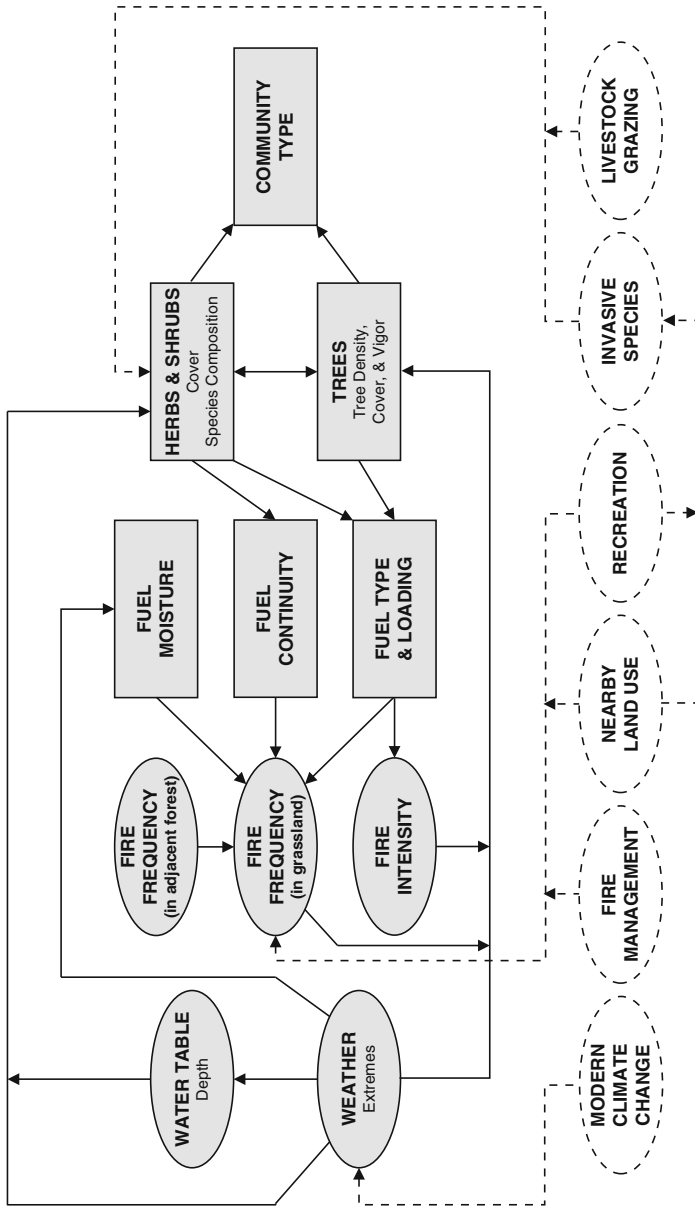 WATER TABLE
Depth
WEATHER
Extremes
FIRE
FREQUENCY
(in adjacent forest)
FIRE
FREQUENCY
(in grassland)
FIRE
INTENSITY
FUEL
MOISTURE
FUEL
CONTINUITY
FUEL TYPE
& LOADING
HERBS & SHRUBS
Cover
Species Composition
TREES
Tree Density,
Cover, & Vigor
COMMUNITY
TYPE
MODERN
CLIMATE
CHANGE
FIRE
MANAGEMENT
NEARBY
LAND USE
RECREATION
INVASIVE
SPECIES
LIVESTOCK
GRAZING